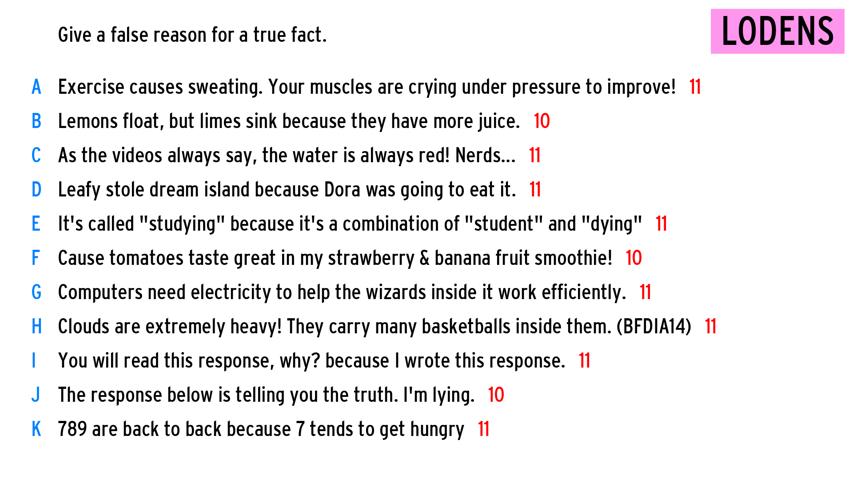 Give a false reason for a true fact.
LODENS
A Exercise causes sweating. Your muscles are crying under pressure to improve! 11
B Lemons float, but limes sink because they have more juice. 10
C As the videos always say, the water is always red! Nerds... 11
D Leafy stole dream island because Dora was going to eat it. 11
E It's called "studying" because it's a combination of "student" and "dying" 11
F Cause tomatoes taste great in my strawberry & banana fruit smoothie! 10
G Computers need electricity to help the wizards inside it work efficiently. 11
H Clouds are extremely heavy! They carry many basketballs inside them. (BFDIA14) 11
I You will read this response, why? because I wrote this response. 11
J The response below is telling you the truth. I'm lying. 10
K 789 are back to back because 7 tends to get hungry 11